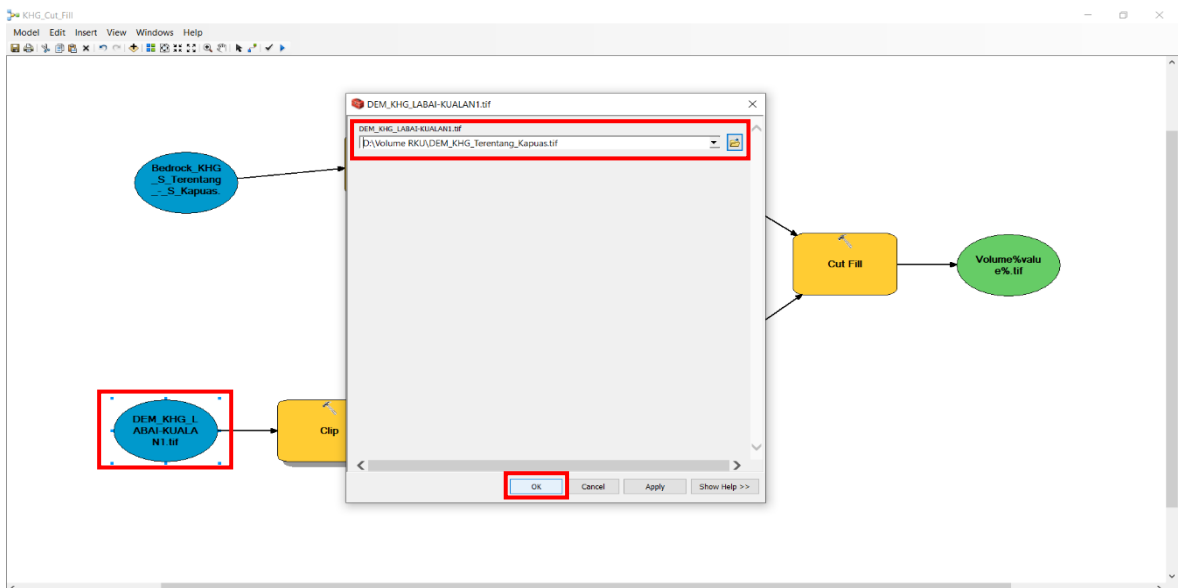 KHG_Cut_Fill
Model Edit Insert View Windows Help
DEM_KHG_LABAI-KUALAN1.tif
DEM_KHG_LABAI-KUALAN1.tif
D:\Volume RKU\DEM_KHG_Terentang_Kapuas.tif
Bedrock_KHG
_S_Terentang
_-_S_Kapuas.
Cut Fill
Volume%valu
e%.tif
DEM_KHG_L
ABAI-KUALA
N1.tif
Clip
OK Cancel Apply Show Help >>